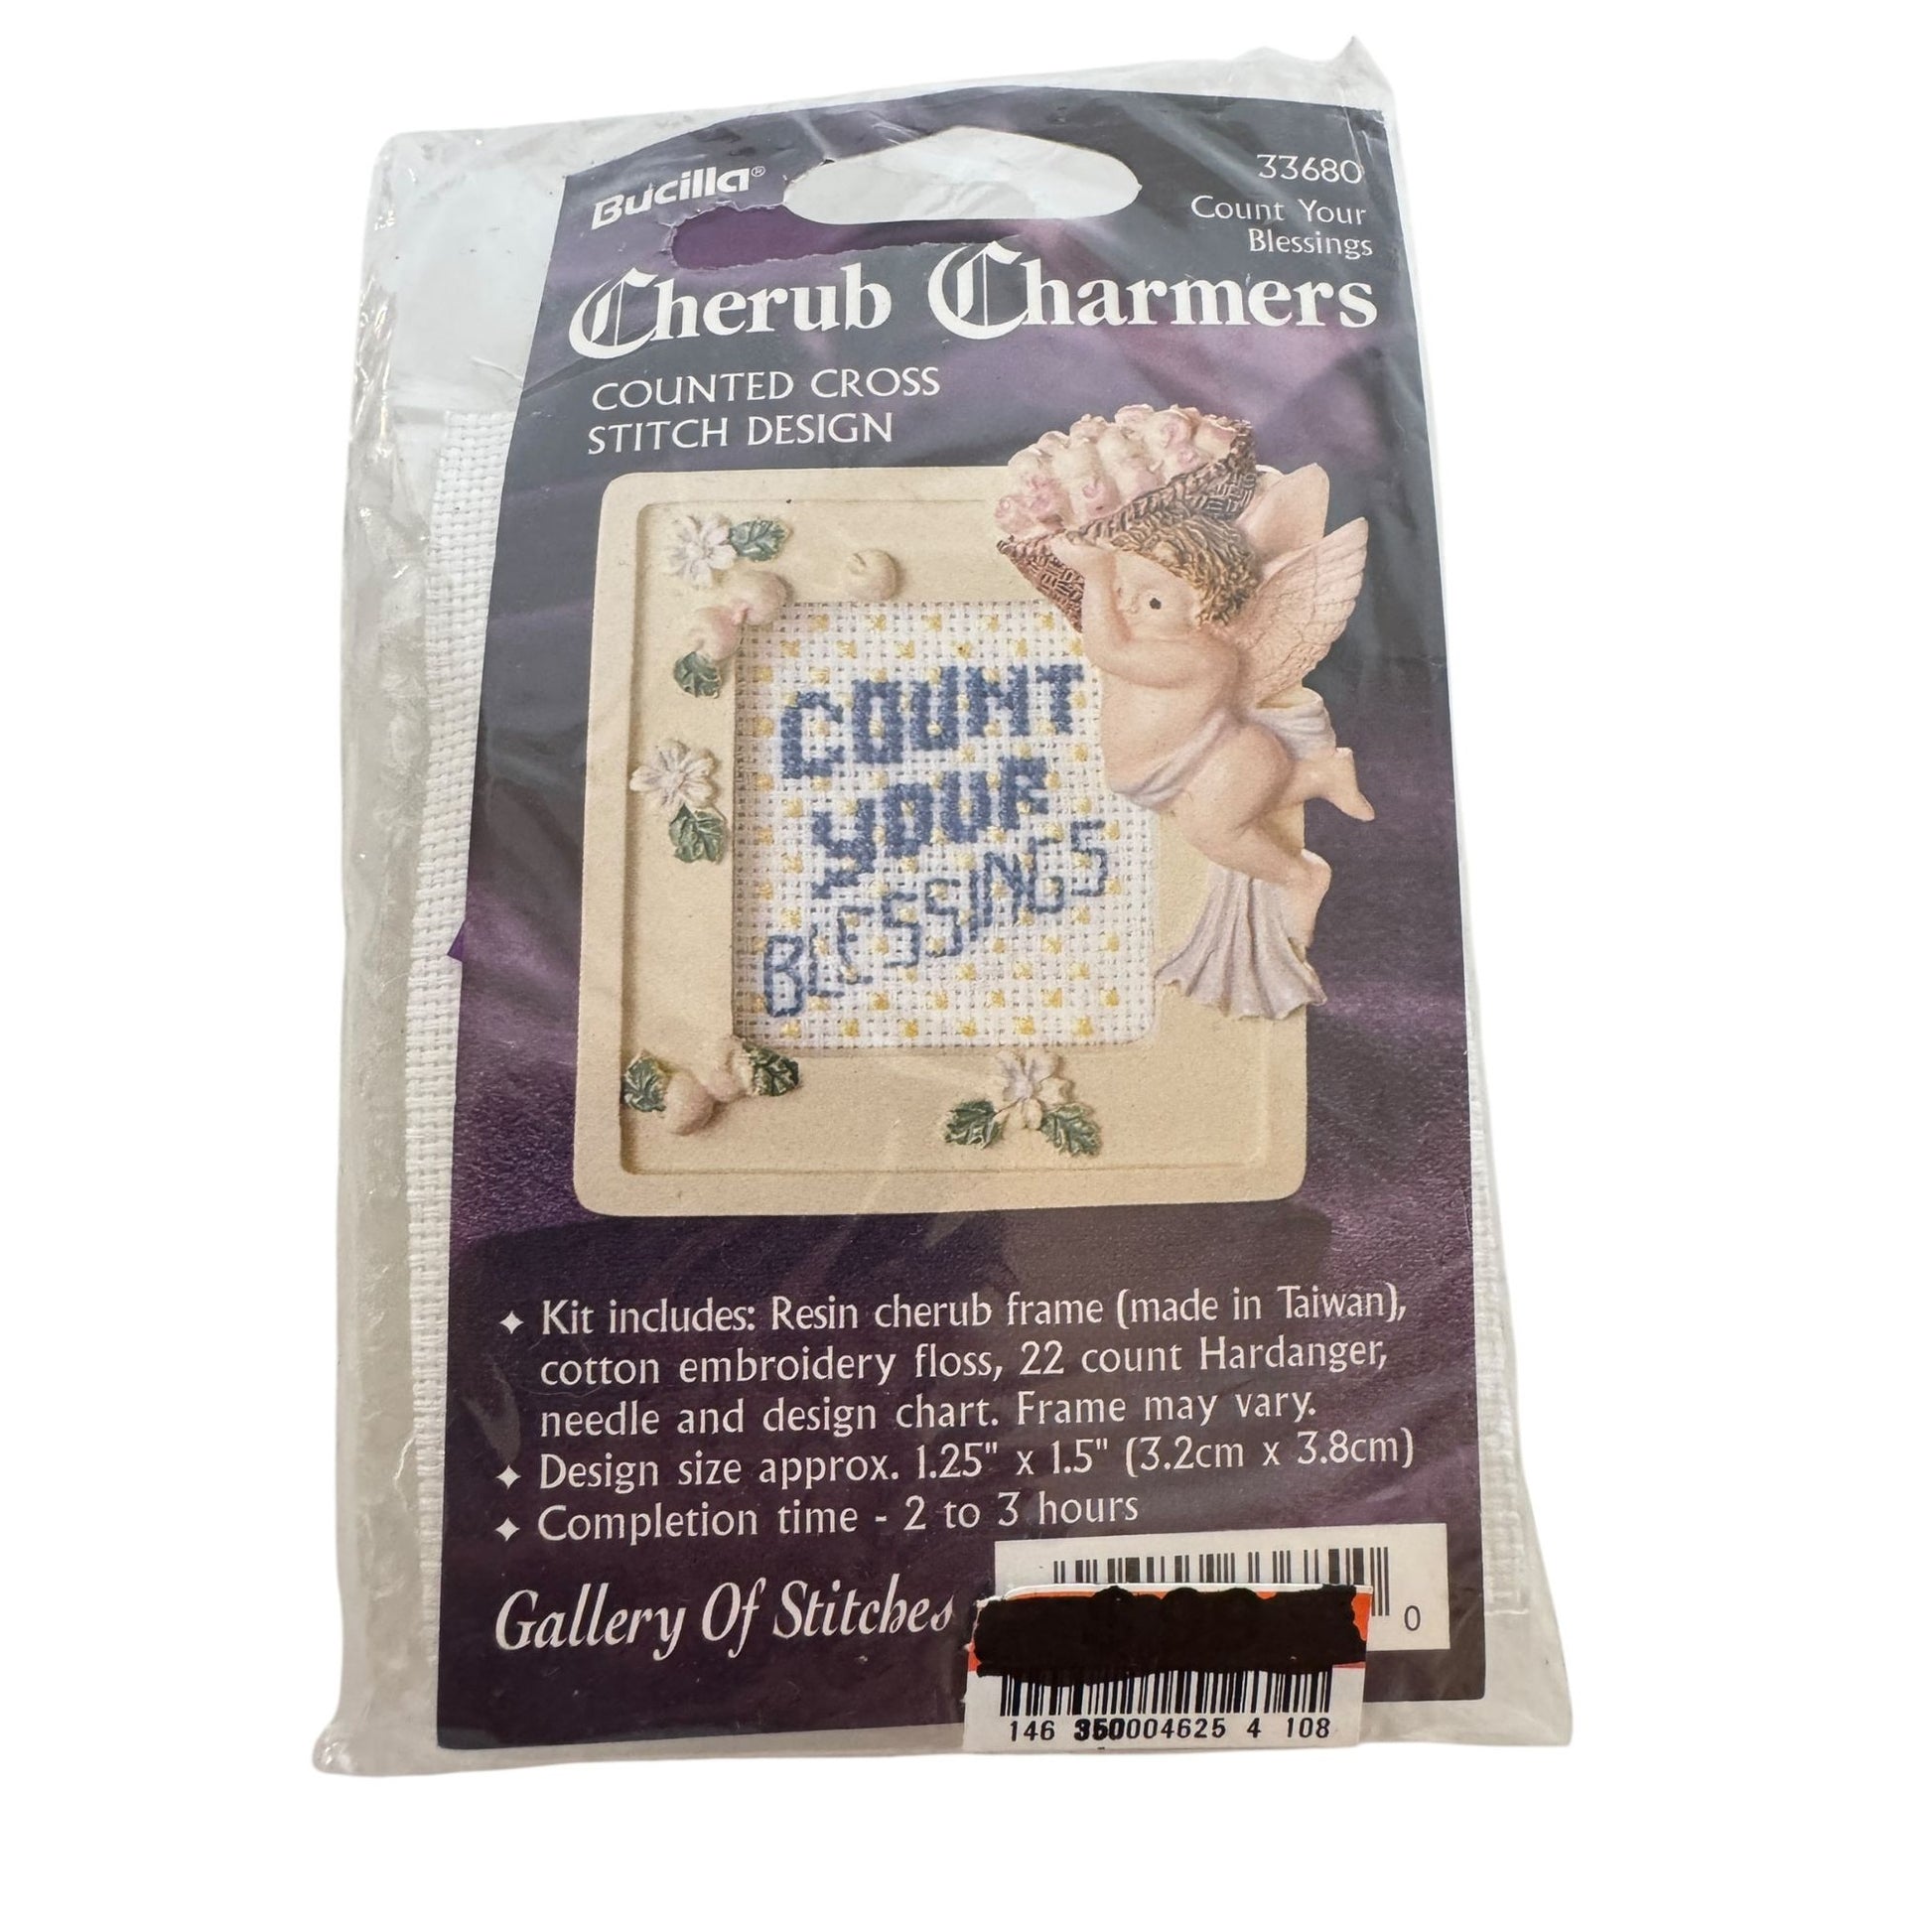 Bucilla®
33680
Count Your
Blessings
Cherub Charmers
COUNTED CROSS
STITCH DESIGN
COUNT
YOUR
BLESSINGS
✦ Kit includes: Resin cherub frame (made in Taiwan),
cotton embroidery floss, 22 count Hardanger,
needle and design chart. Frame may vary.
✦ Design size approx. 1.25" x 1.5" (3.2cm x 3.8cm)
✦ Completion time - 2 to 3 hours
Gallery Of Stitches
0
146 350004625 4 108